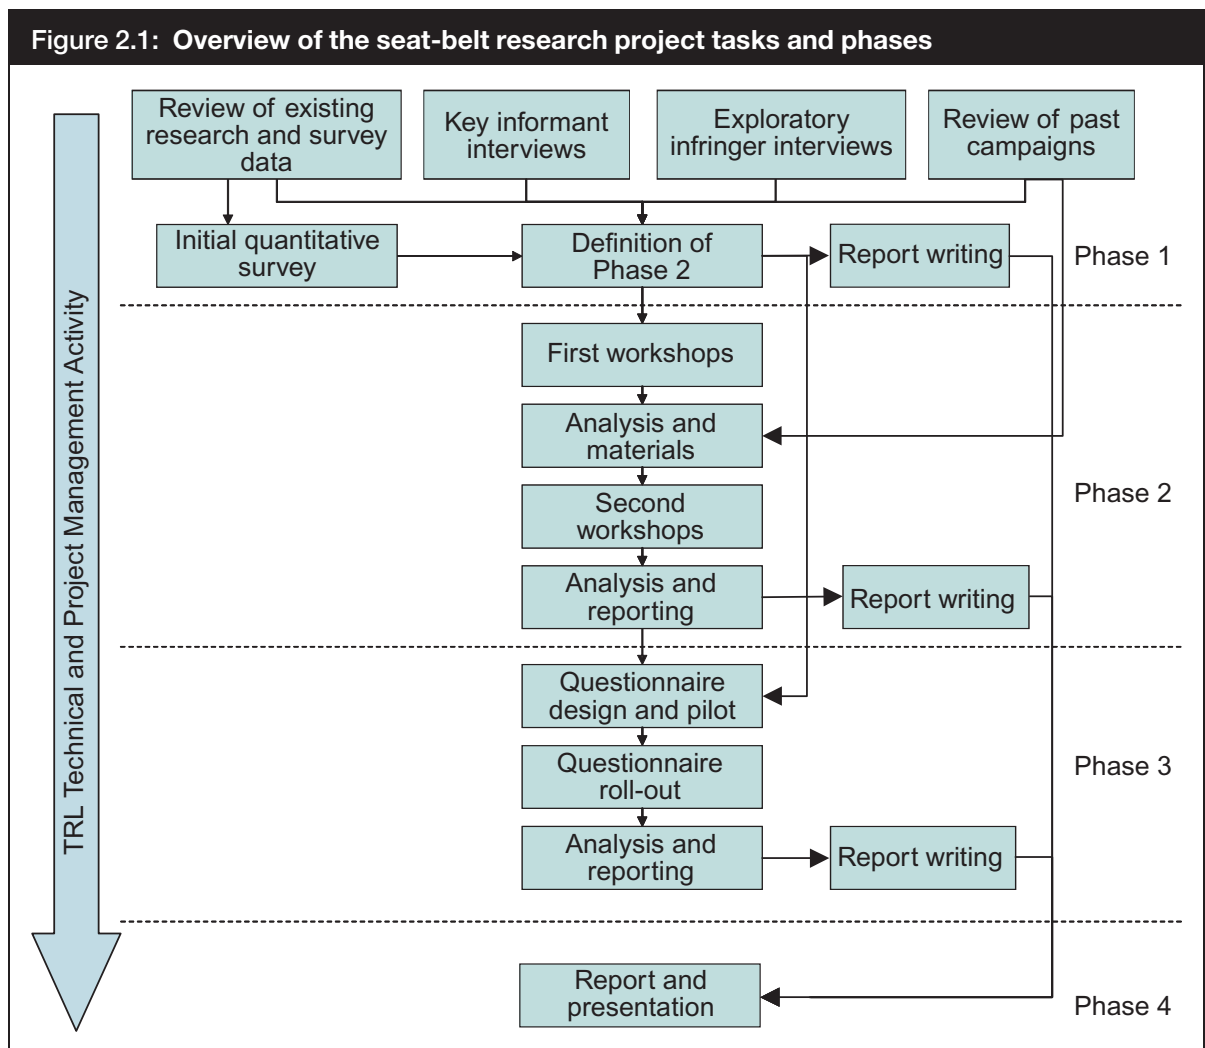 Figure 2.1: Overview of the seat-belt research project tasks and phases
Review of existing
research and survey
data
Key informant
interviews
Exploratory
infringer interviews
Review of past
campaigns
Initial quantitative
survey
Definition of
Phase 2
Report writing
Phase 1
First workshops
Analysis and
materials
Second
workshops
Phase 2
Analysis and
reporting
Report writing
Questionnaire
design and pilot
Questionnaire
roll-out
Phase 3
Analysis and
reporting
Report writing
Report and
presentation
Phase 4
TRL Technical and Project Management Activity